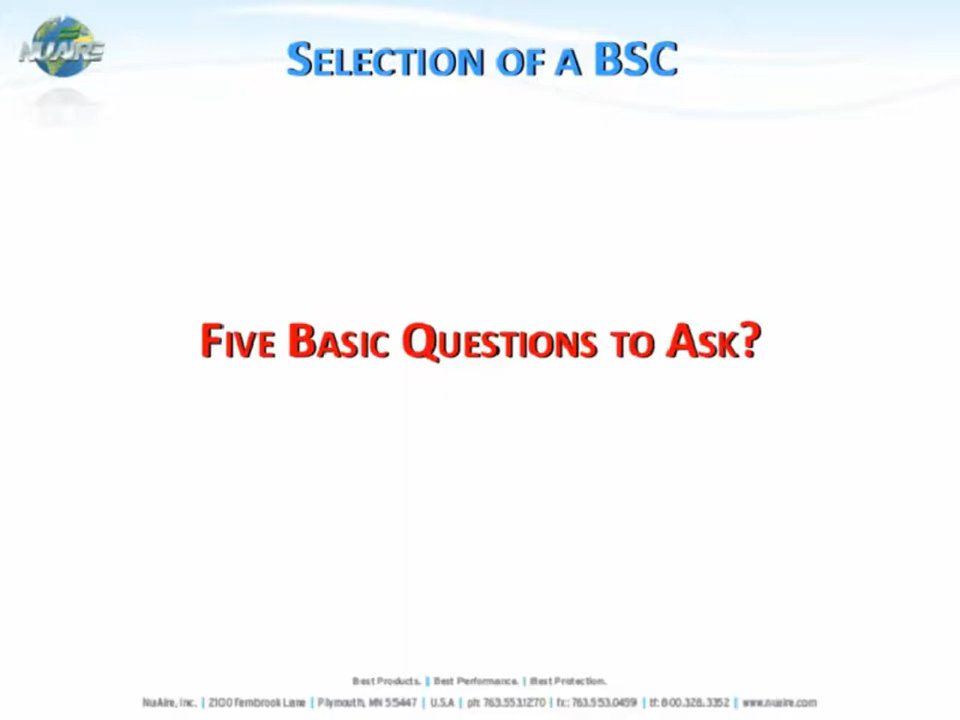 NUAIRE
SELECTION OF A BSC
FIVE BASIC QUESTIONS TO ASK?
Best Products. | Best Performance. | Best Protection.
NuAire, Inc. | 2100 Fernbrook Lane | Plymouth, MN 55447 | U.S.A | ph: 763.553.1270 | fx: 763.553.0459 | tf: 800.328.3352 | www.nuaire.com